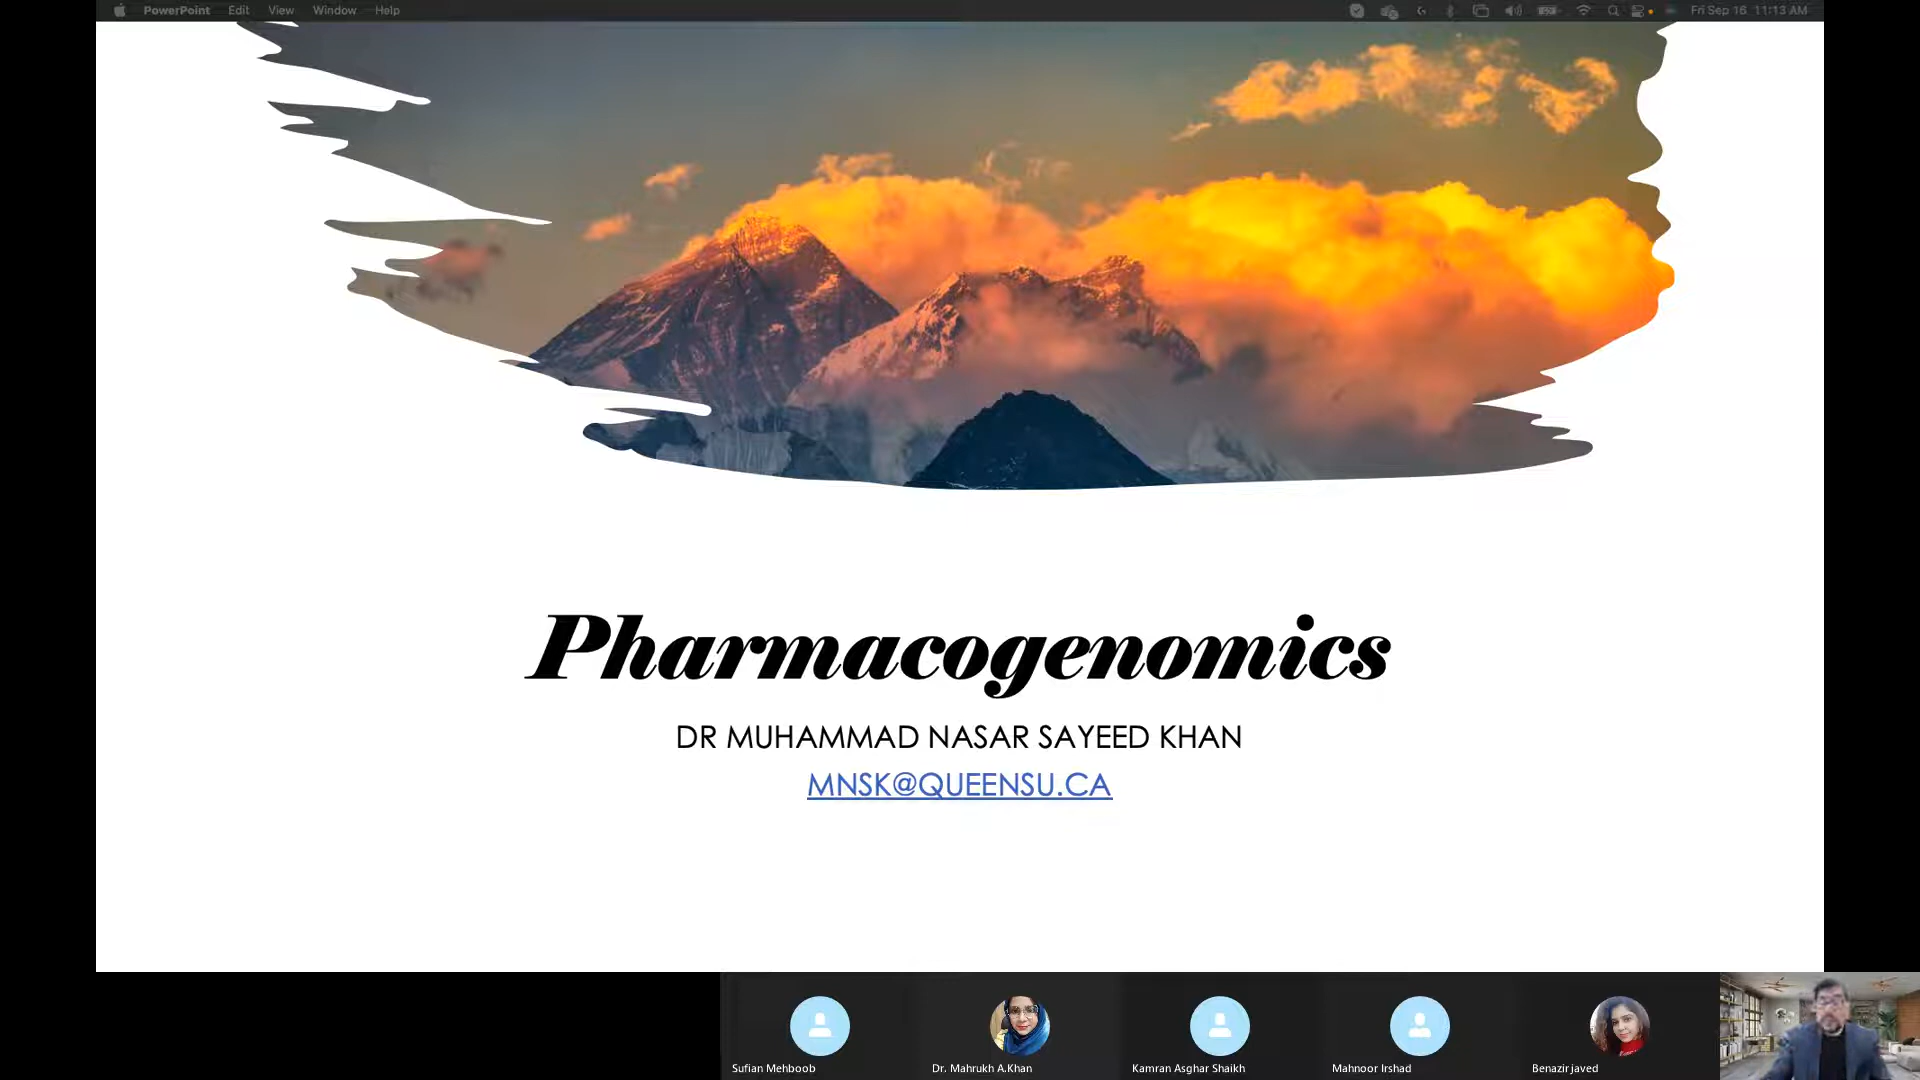 PowerPoint Edit View Window Help
Fri Sep 16 11:13 AM
Pharmacogenomics
DR MUHAMMAD NASAR SAYEED KHAN
MNSK@QUEENSU.CA
Sufian Mehboob
Dr. Mahrukh A.Khan
Kamran Asghar Shaikh
Mahnoor Irshad
Benazir javed